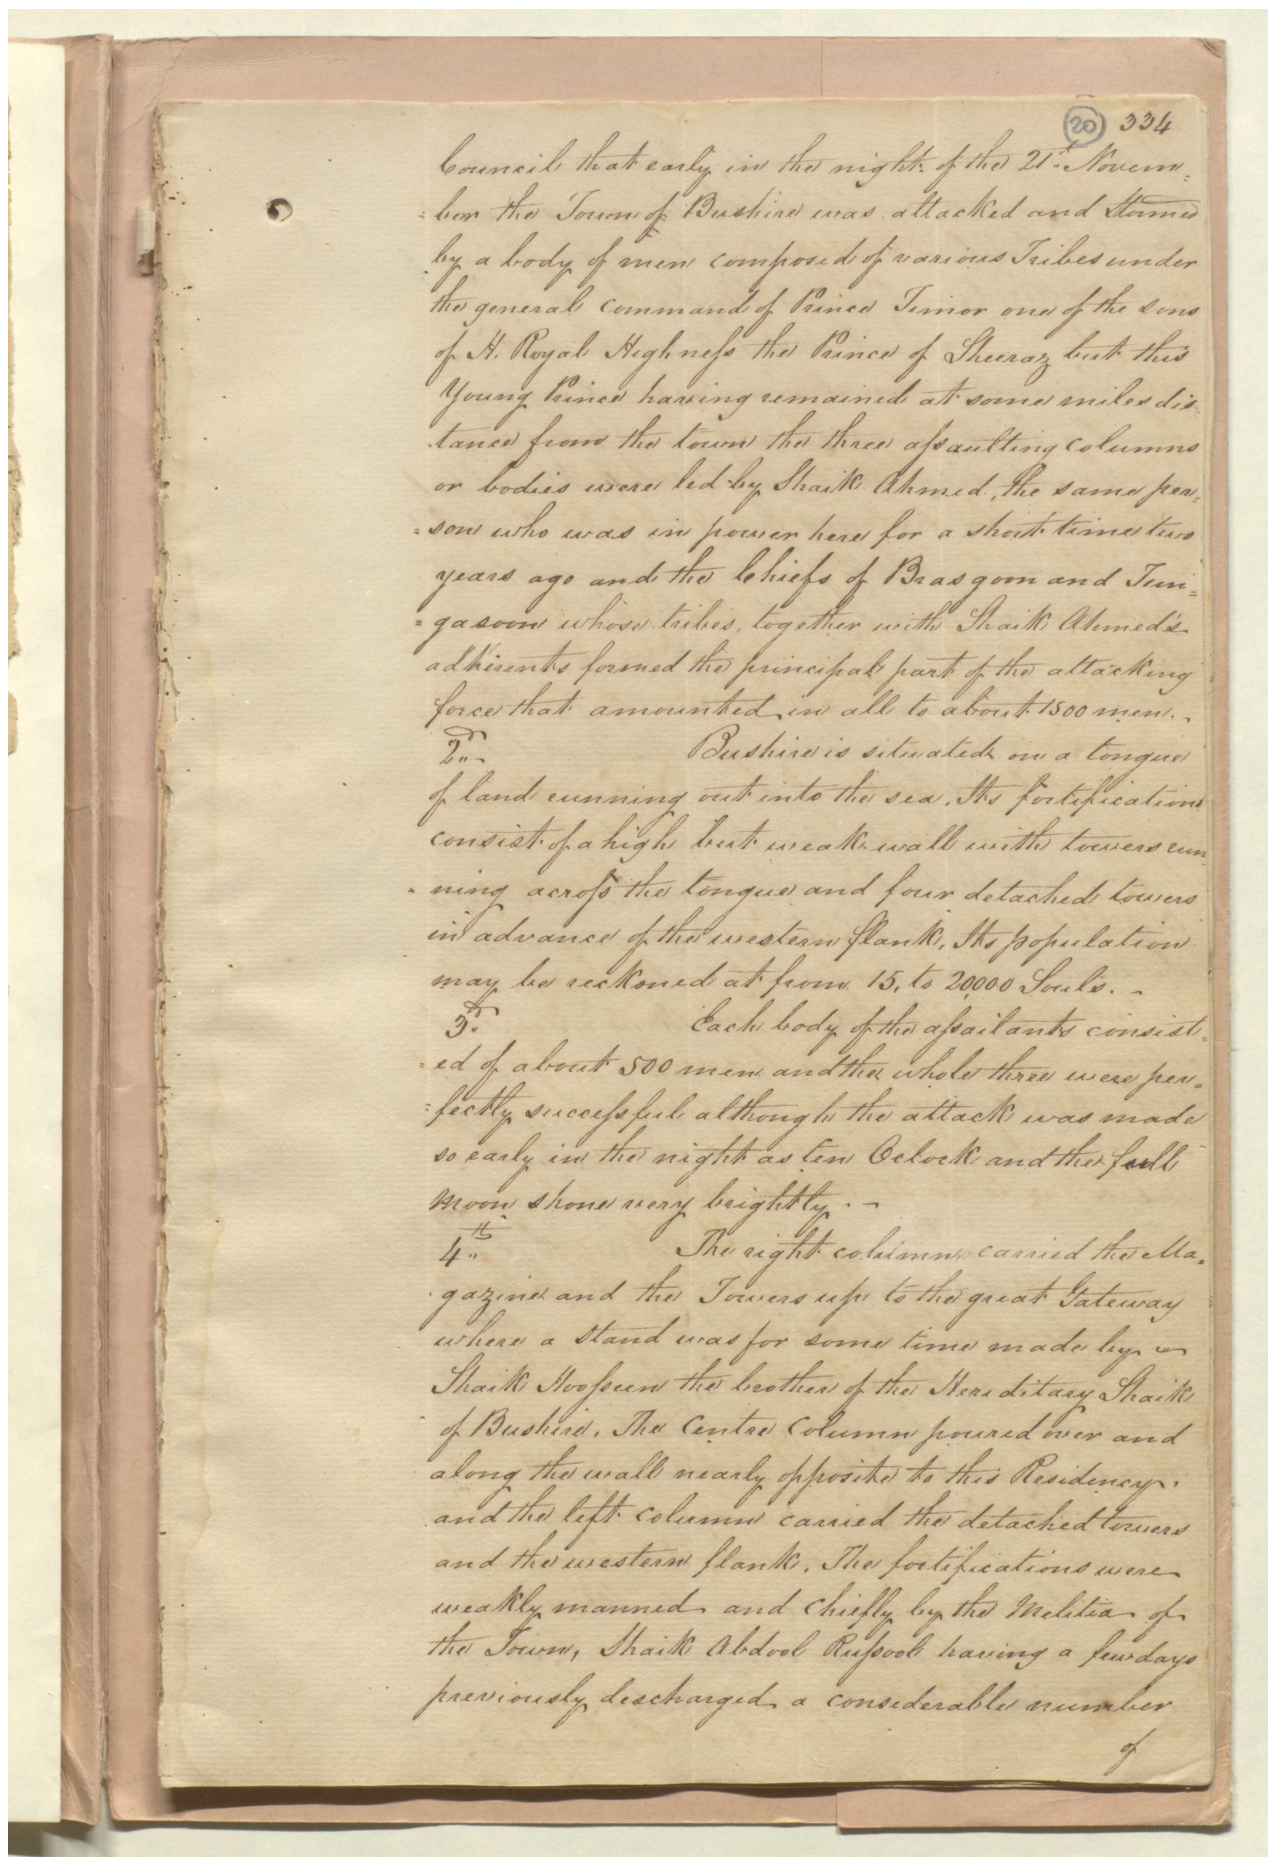 20 334
Council that early in the night of the 21st. Novem=
=ber the Town of Bushire was attacked and Stormed
by a body of men composed of various Tribes under
the general command of Prince Timor one of the sons
of H. Royal Highness the Prince of Sheeraz but this
Young Prince having remained at some miles dis=
tance from the town the three assaulting columns
or bodies were led by Shaik Ahmed, the same per=
=son who was in power here for a short time two
years ago and the Chiefs of Brasgoon and Tun=
=gasoon whose tribes, together with Shaik Ahmed's
adherents formed the principal part of the attacking
force that amounted in all to about 1500 men. -
2d. - Bushire is situated on a tongue
of land running out into the sea. Its fortifications
consist of a high but weak wall with towers run
-ning across the tongue and four detached towers
in advance of the western flank. Its population
may be reckoned at from 15, to 20,000 Souls. -
3d. Each body of the assailants consist=
=ed of about 500 men and the whole three were per=
=fectly successful although the attack was made
so early in the night as ten Oclock and the full
moon shone very brightly. -
4th. The right column carried the Ma=
gazine and the Towers up to the great Gateway
where a stand was for some time made by
Shaik Hoossun the brother of the Hereditary Shaik
of Bushire. The Centre Column poured over and
along the wall nearly opposite to this Residency.
and the left column carried the detached towers
and the western flank. The fortifications were
weakly manned and chiefly by the Melitia of
the Town, Shaik Abdool Russool having a few days
previously descharged a considerable number
of